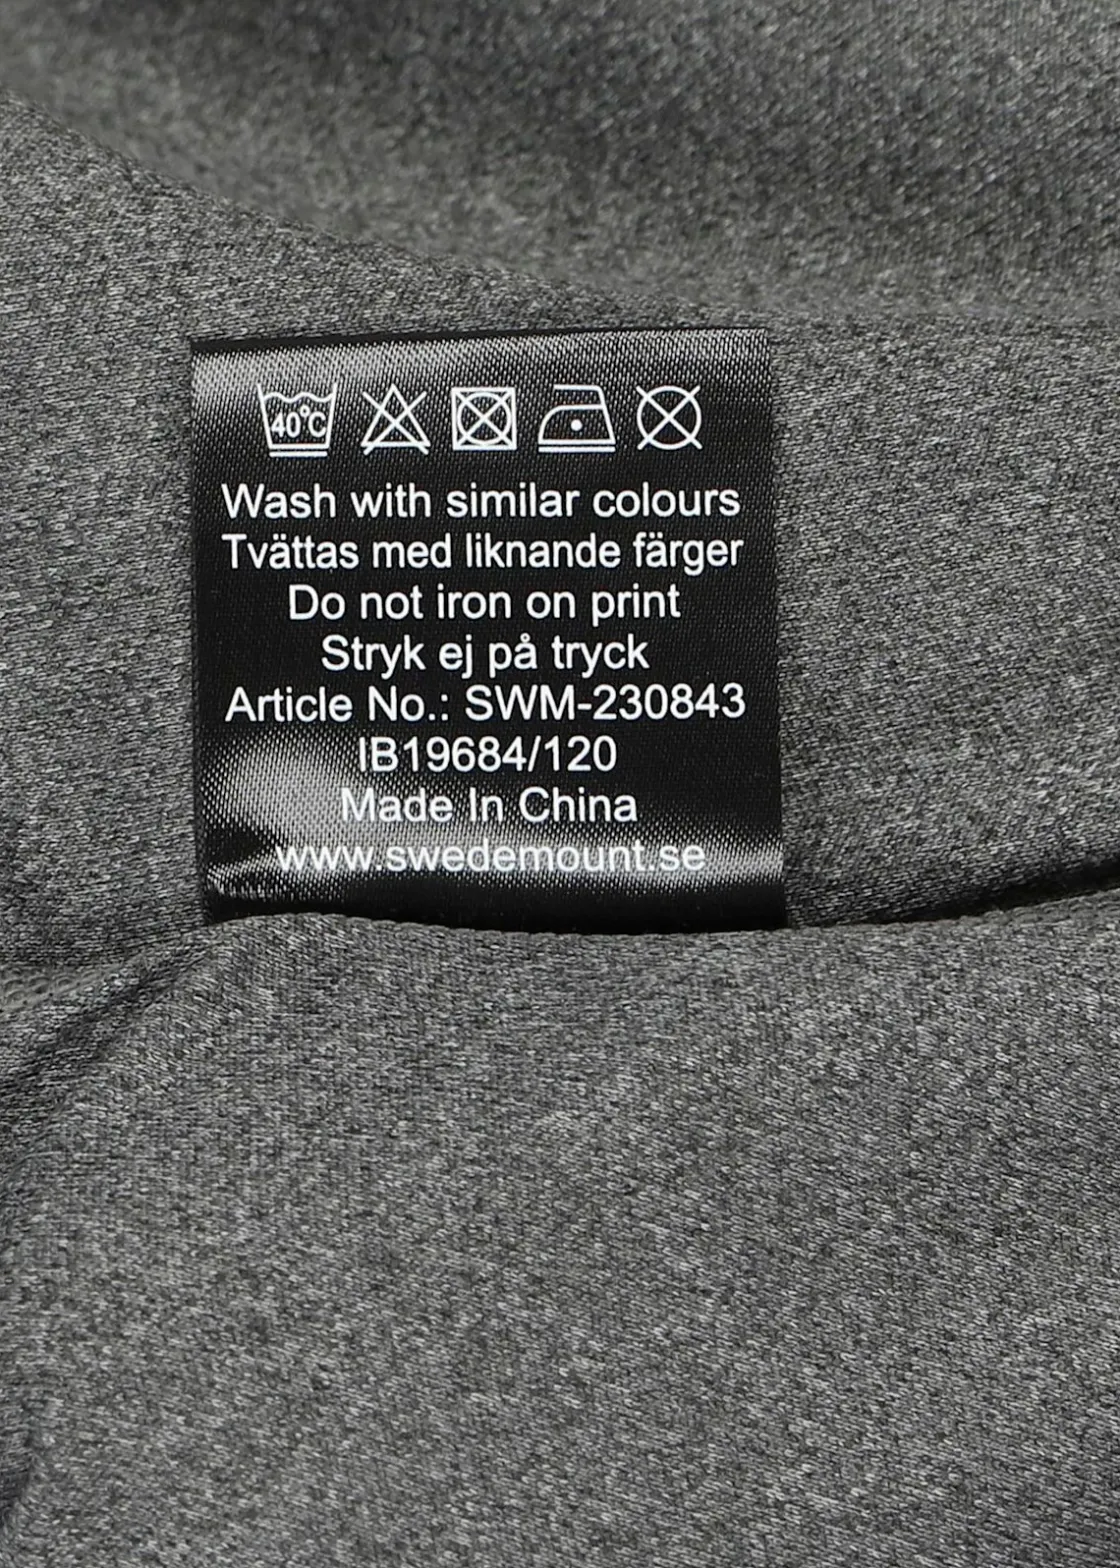 40°C
Wash with similar colours
Tvättas med liknande färger
Do not iron on print
Stryk ej på tryck
Article No.: SWM-230843
IB19684/120
Made In China
www.swedemount.se